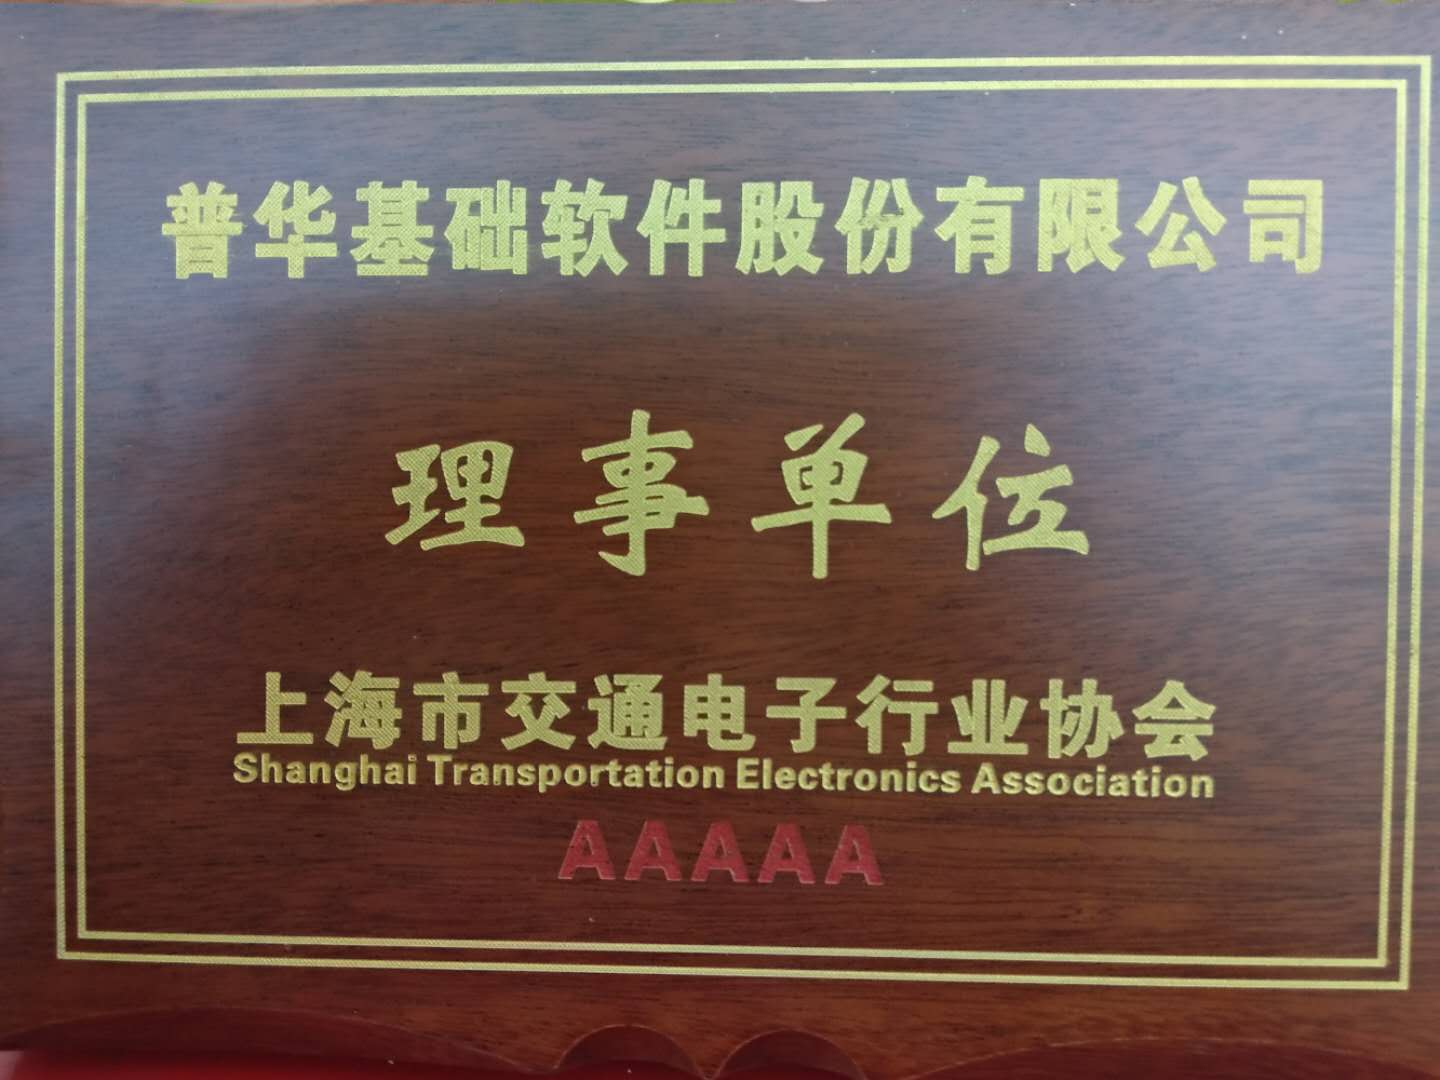 普华基础软件股份有限公司
理事单位
上海市交通电子行业协会
Shanghai Transportation Electronics Association
AAAAA